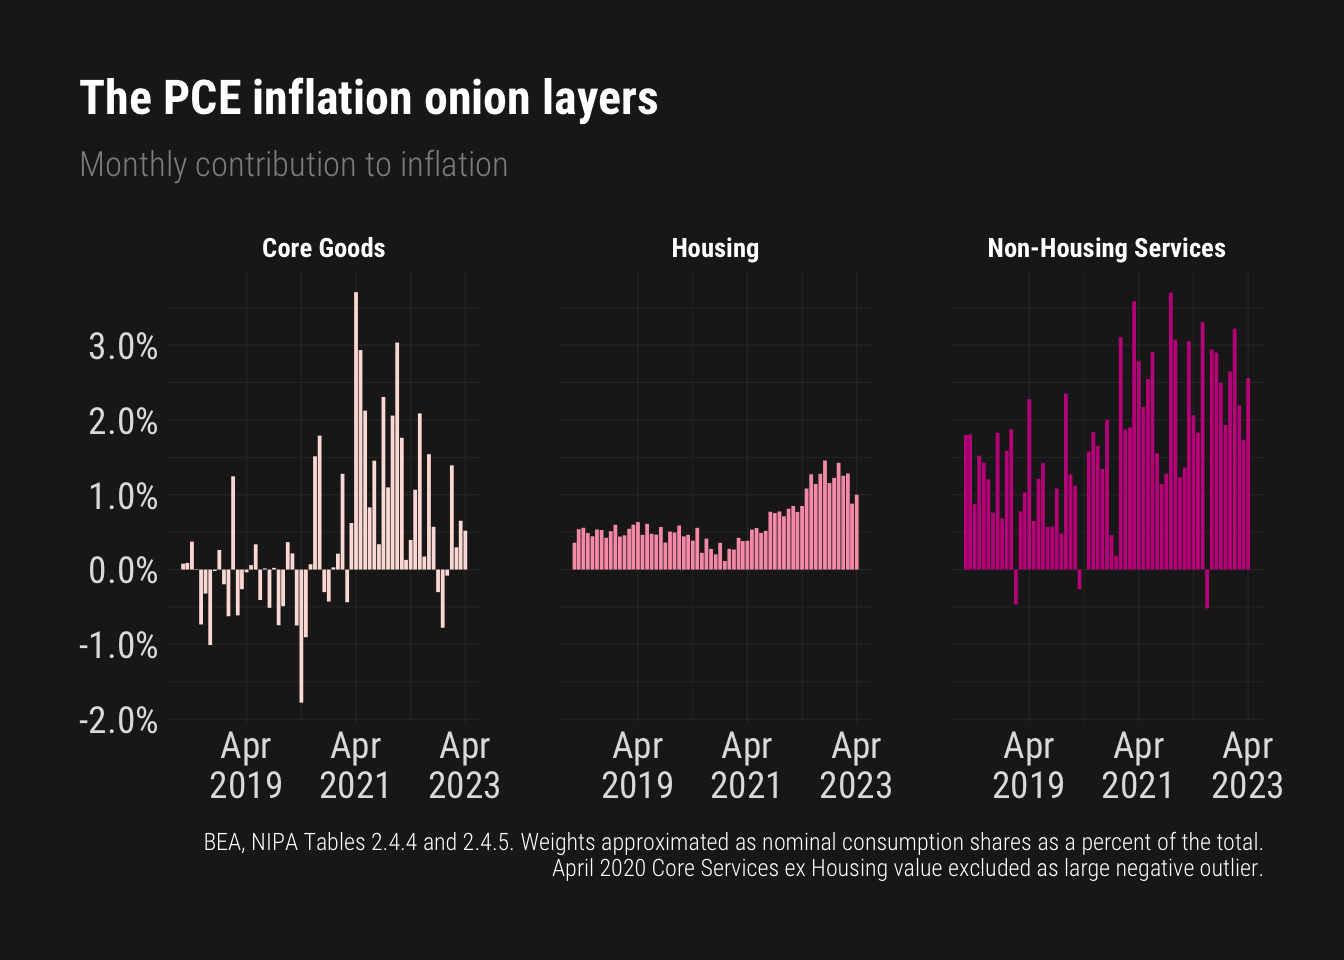 The PCE inflation onion layers
Monthly contribution to inflation
Core Goods
Housing
Non-Housing Services
3.0%
2.0%
1.0%
0.0%
-1.0%
-2.0%
Apr 2019
Apr 2021
Apr 2023
Apr 2019
Apr 2021
Apr 2023
Apr 2019
Apr 2021
Apr 2023
BEA, NIPA Tables 2.4.4 and 2.4.5. Weights approximated as nominal consumption shares as a percent of the total.
April 2020 Core Services ex Housing value excluded as large negative outlier.